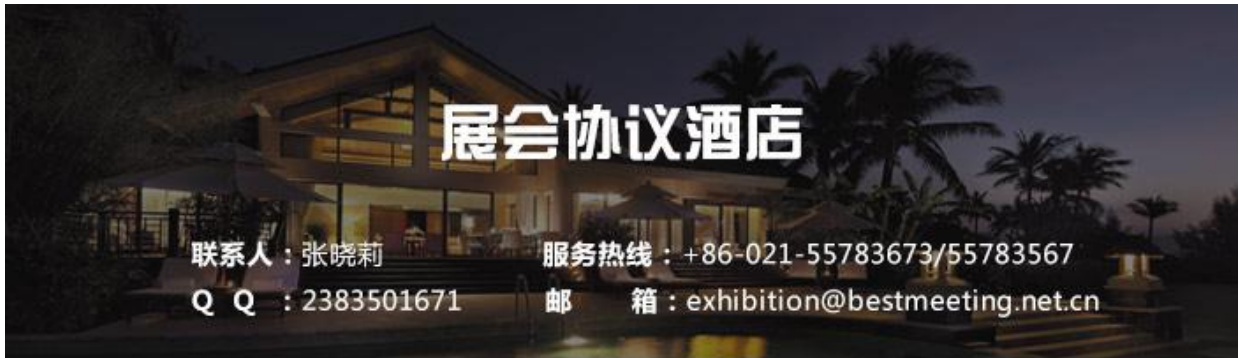 展会协议酒店
联系人：张晓莉 服务热线：+86-021-55783673/55783567
Q Q ：2383501671 邮 箱：exhibition@bestmeeting.net.cn